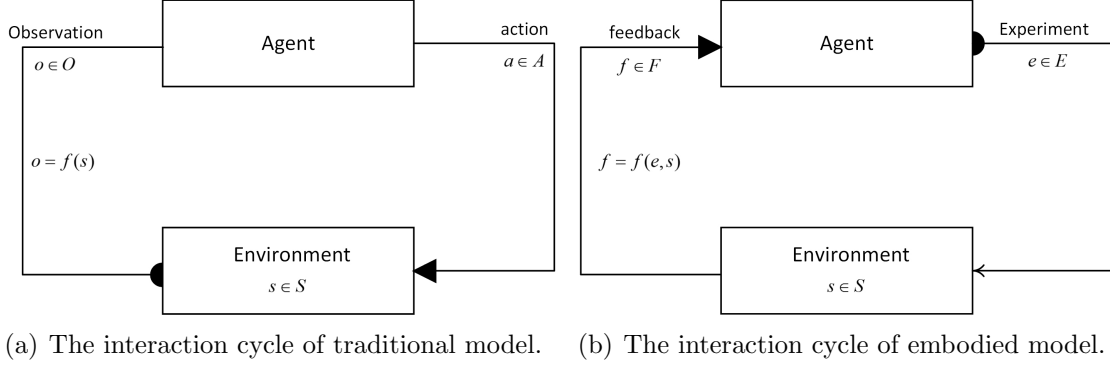 Observation
o ∈ O
Agent
action
a ∈ A
o = f(s)
Environment
s ∈ S
(a) The interaction cycle of traditional model.
feedback
f ∈ F
Agent
Experiment
e ∈ E
f = f(e,s)
Environment
s ∈ S
(b) The interaction cycle of embodied model.